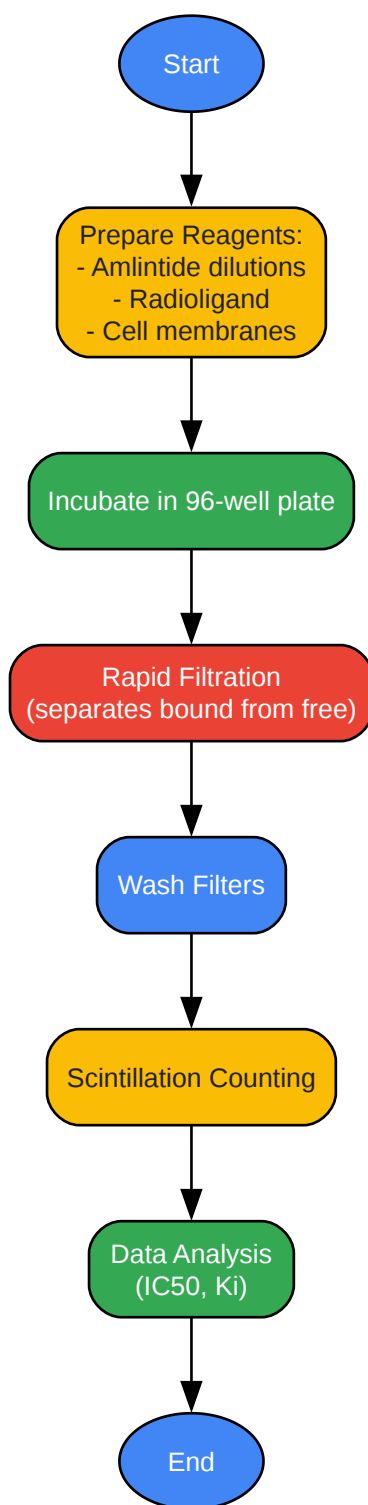 Start
Prepare Reagents:
- Amlintide dilutions
- Radioligand
- Cell membranes
Incubate in 96-well plate
Rapid Filtration
(separates bound from free)
Wash Filters
Scintillation Counting
Data Analysis
(IC50, Ki)
End